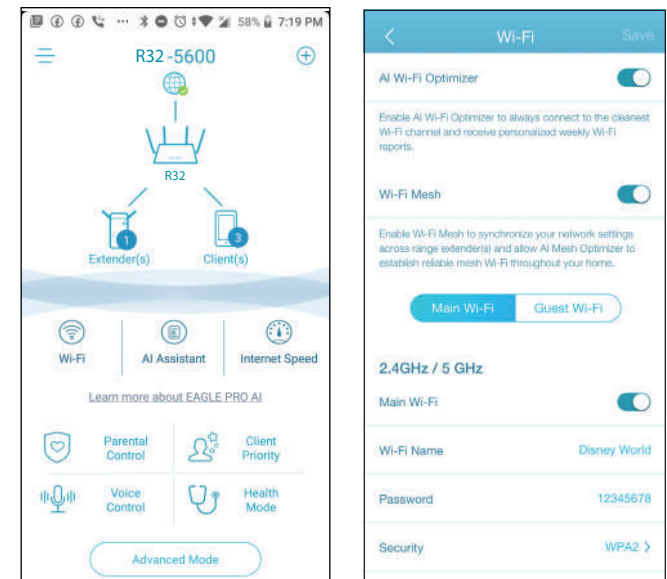 58% 7:19 PM
R32-5600
R32
1
3
Extender(s)
Client(s)
Wi-Fi
AI Assistant
Internet Speed
Learn more about EAGLE PRO AI
Parental
Control
Client
Priority
Voice
Control
Health
Mode
Advanced Mode
Wi-Fi
Save
AI Wi-Fi Optimizer
Enable AI Wi-Fi Optimizer to always connect to the cleanest
Wi-Fi channel and receive personalized weekly Wi-Fi
reports.
Wi-Fi Mesh
Enable Wi-Fi Mesh to synchronize your network settings
across range extender(s) and allow AI Mesh Optimizer to
establish reliable mesh Wi-Fi throughout your home.
Main Wi-Fi
Guest Wi-Fi
2.4GHz / 5 GHz
Main Wi-Fi
Wi-Fi Name Disney World
Password 12345678
Security WPA2 >